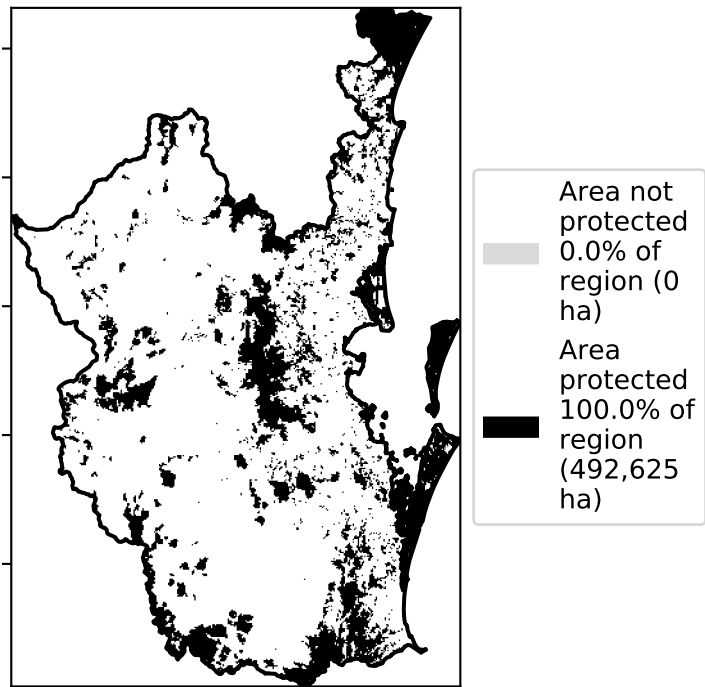 Area not
protected
0.0% of
region (0
ha)
Area
protected
100.0% of
region
(492,625
ha)